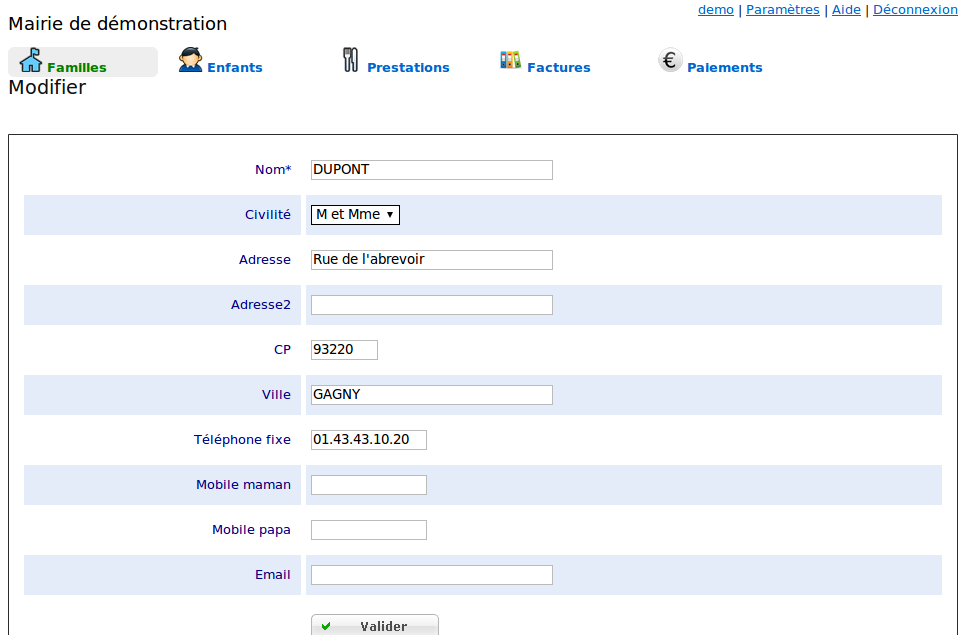 demo | Paramètres | Aide | Déconnexion
Mairie de démonstration
Familles Enfants Prestations Factures Paiements
Modifier
Nom* DUPONT
Civilité M et Mme
Adresse Rue de l'abrevoir
Adresse2
CP 93220
Ville GAGNY
Téléphone fixe 01.43.43.10.20
Mobile maman
Mobile papa
Email
Valider